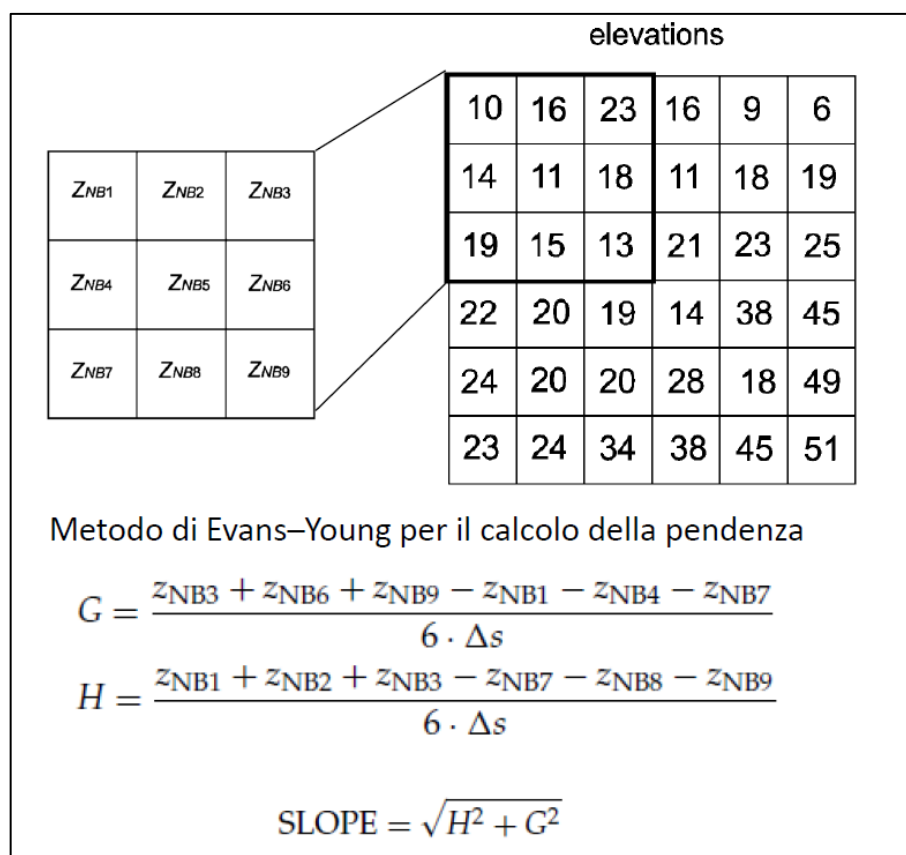 elevations
10 16 23 16 9 6
14 11 18 11 18 19
19 15 13 21 23 25
22 20 19 14 38 45
24 20 20 28 18 49
23 24 34 38 45 51
ZNB1 ZNB2 ZNB3
ZNB4 ZNB5 ZNB6
ZNB7 ZNB8 ZNB9
Metodo di Evans–Young per il calcolo della pendenza
G = (zNB3 + zNB6 + zNB9 − zNB1 − zNB4 − zNB7) / (6 · Δs)
H = (zNB1 + zNB2 + zNB3 − zNB7 − zNB8 − zNB9) / (6 · Δs)
SLOPE = √(H² + G²)